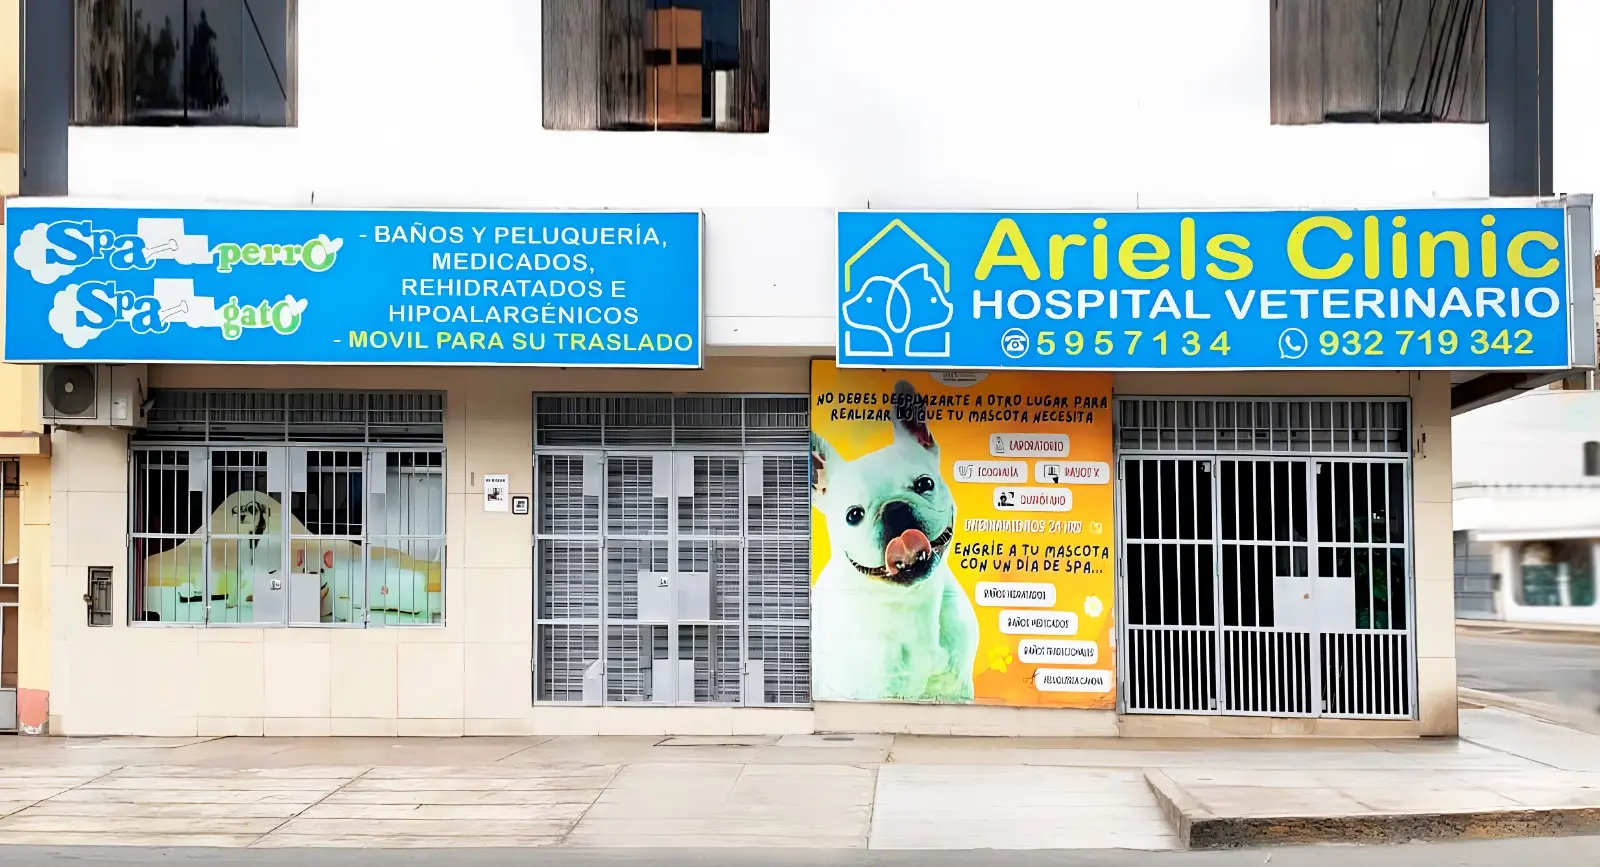 Spa perro
Spa gato
- BAÑOS Y PELUQUERÍA,
MEDICADOS,
REHIDRATADOS E
HIPOALARGÉNICOS
- MOVIL PARA SU TRASLADO
Ariels Clinic
HOSPITAL VETERINARIO
5957134 932 719 342
NO DEBES DESPLAZARTE A OTRO LUGAR PARA
REALIZAR LO QUE TU MASCOTA NECESITA
LABORATORIO
ECOGRAFÍA RAYOS X
ENGRÍE A TU MASCOTA
CON UN DÍA DE SPA...
BAÑOS HIDRATADOS
BAÑOS MEDICADOS
BAÑOS TRADICIONALES